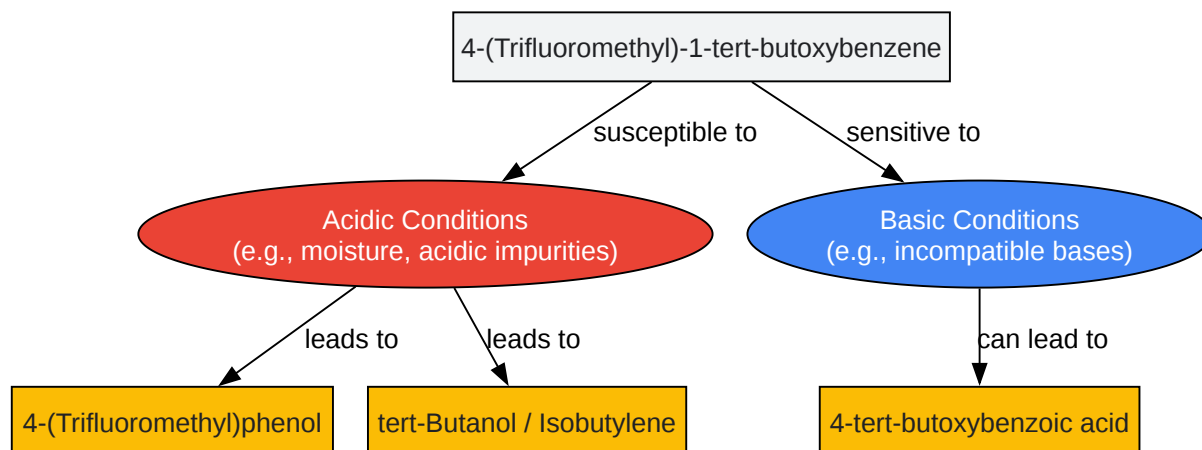 4-(Trifluoromethyl)-1-tert-butoxybenzene
susceptible to
sensitive to
Acidic Conditions
(e.g., moisture, acidic impurities)
Basic Conditions
(e.g., incompatible bases)
leads to
leads to
can lead to
4-(Trifluoromethyl)phenol
tert-Butanol / Isobutylene
4-tert-butoxybenzoic acid